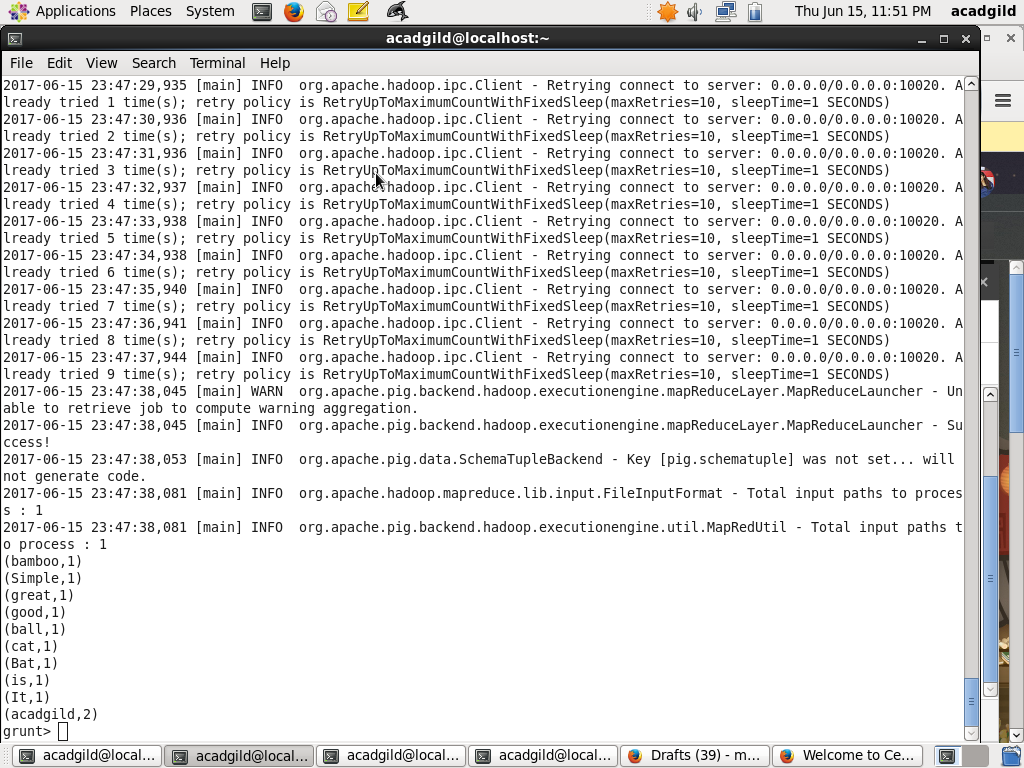 Applications Places System Thu Jun 15, 11:51 PM acadgild
acadgild@localhost:~
File Edit View Search Terminal Help
2017-06-15 23:47:29,935 [main] INFO  org.apache.hadoop.ipc.Client - Retrying connect to server: 0.0.0.0/0.0.0.0:10020. A
lready tried 1 time(s); retry policy is RetryUpToMaximumCountWithFixedSleep(maxRetries=10, sleepTime=1 SECONDS)
2017-06-15 23:47:30,936 [main] INFO  org.apache.hadoop.ipc.Client - Retrying connect to server: 0.0.0.0/0.0.0.0:10020. A
lready tried 2 time(s); retry policy is RetryUpToMaximumCountWithFixedSleep(maxRetries=10, sleepTime=1 SECONDS)
2017-06-15 23:47:31,936 [main] INFO  org.apache.hadoop.ipc.Client - Retrying connect to server: 0.0.0.0/0.0.0.0:10020. A
lready tried 3 time(s); retry policy is RetryUpToMaximumCountWithFixedSleep(maxRetries=10, sleepTime=1 SECONDS)
2017-06-15 23:47:32,937 [main] INFO  org.apache.hadoop.ipc.Client - Retrying connect to server: 0.0.0.0/0.0.0.0:10020. A
lready tried 4 time(s); retry policy is RetryUpToMaximumCountWithFixedSleep(maxRetries=10, sleepTime=1 SECONDS)
2017-06-15 23:47:33,938 [main] INFO  org.apache.hadoop.ipc.Client - Retrying connect to server: 0.0.0.0/0.0.0.0:10020. A
lready tried 5 time(s); retry policy is RetryUpToMaximumCountWithFixedSleep(maxRetries=10, sleepTime=1 SECONDS)
2017-06-15 23:47:34,938 [main] INFO  org.apache.hadoop.ipc.Client - Retrying connect to server: 0.0.0.0/0.0.0.0:10020. A
lready tried 6 time(s); retry policy is RetryUpToMaximumCountWithFixedSleep(maxRetries=10, sleepTime=1 SECONDS)
2017-06-15 23:47:35,940 [main] INFO  org.apache.hadoop.ipc.Client - Retrying connect to server: 0.0.0.0/0.0.0.0:10020. A
lready tried 7 time(s); retry policy is RetryUpToMaximumCountWithFixedSleep(maxRetries=10, sleepTime=1 SECONDS)
2017-06-15 23:47:36,941 [main] INFO  org.apache.hadoop.ipc.Client - Retrying connect to server: 0.0.0.0/0.0.0.0:10020. A
lready tried 8 time(s); retry policy is RetryUpToMaximumCountWithFixedSleep(maxRetries=10, sleepTime=1 SECONDS)
2017-06-15 23:47:37,944 [main] INFO  org.apache.hadoop.ipc.Client - Retrying connect to server: 0.0.0.0/0.0.0.0:10020. A
lready tried 9 time(s); retry policy is RetryUpToMaximumCountWithFixedSleep(maxRetries=10, sleepTime=1 SECONDS)
2017-06-15 23:47:38,045 [main] WARN  org.apache.pig.backend.hadoop.executionengine.mapReduceLayer.MapReduceLauncher - Un
able to retrieve job to compute warning aggregation.
2017-06-15 23:47:38,045 [main] INFO  org.apache.pig.backend.hadoop.executionengine.mapReduceLayer.MapReduceLauncher - Su
ccess!
2017-06-15 23:47:38,053 [main] INFO  org.apache.pig.data.SchemaTupleBackend - Key [pig.schematuple] was not set... will
not generate code.
2017-06-15 23:47:38,081 [main] INFO  org.apache.hadoop.mapreduce.lib.input.FileInputFormat - Total input paths to proces
s : 1
2017-06-15 23:47:38,081 [main] INFO  org.apache.pig.backend.hadoop.executionengine.util.MapRedUtil - Total input paths t
o process : 1
(bamboo,1)
(Simple,1)
(great,1)
(good,1)
(ball,1)
(cat,1)
(Bat,1)
(is,1)
(It,1)
(acadgild,2)
grunt>
acadgild@local... acadgild@local... acadgild@local... acadgild@local... Drafts (39) - m... Welcome to Ce...